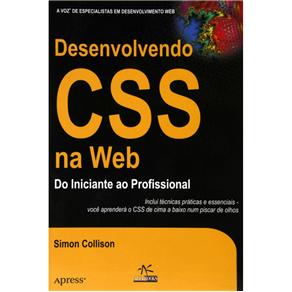 A VOZ® DE ESPECIALISTAS EM DESENVOLVIMENTO WEB
Desenvolvendo
CSS
na Web
Do Iniciante ao Profissional
Inclui técnicas práticas e essenciais -
você aprenderá o CSS de cima a baixo num piscar de olhos
Simon Collison
Apress®